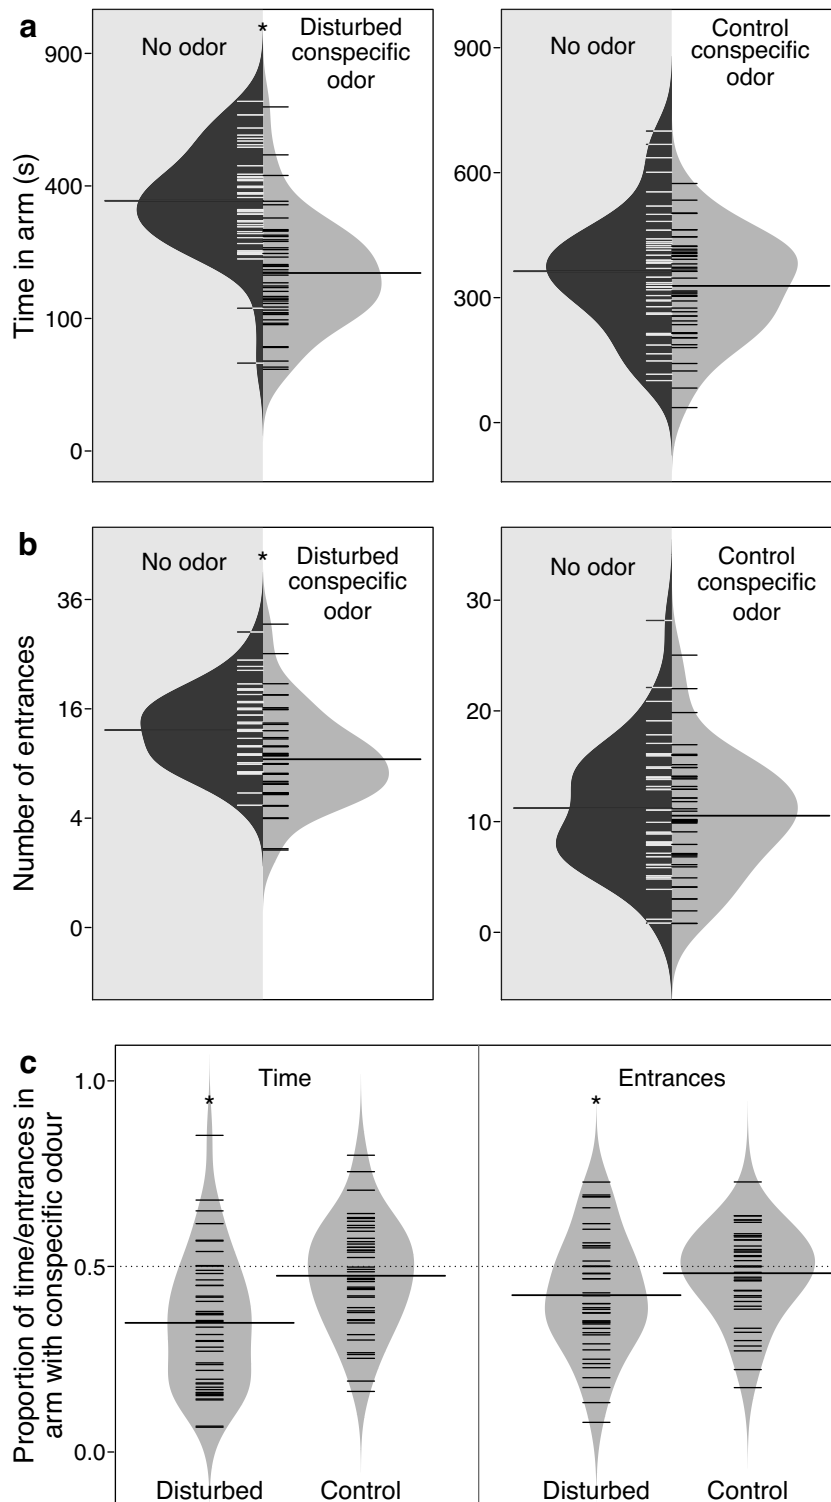 a
No odor
*
Disturbed
conspecific
odor
900
400
100
0
Time in arm (s)
No odor
Control
conspecific
odor
900
600
300
0
b
No odor
*
Disturbed
conspecific
odor
36
16
4
0
Number of entrances
No odor
Control
conspecific
odor
30
20
10
0
c
Time
Entrances
*
*
1.0
0.5
0.0
Proportion of time/entrances in
arm with conspecific odour
Disturbed
Control
Disturbed
Control